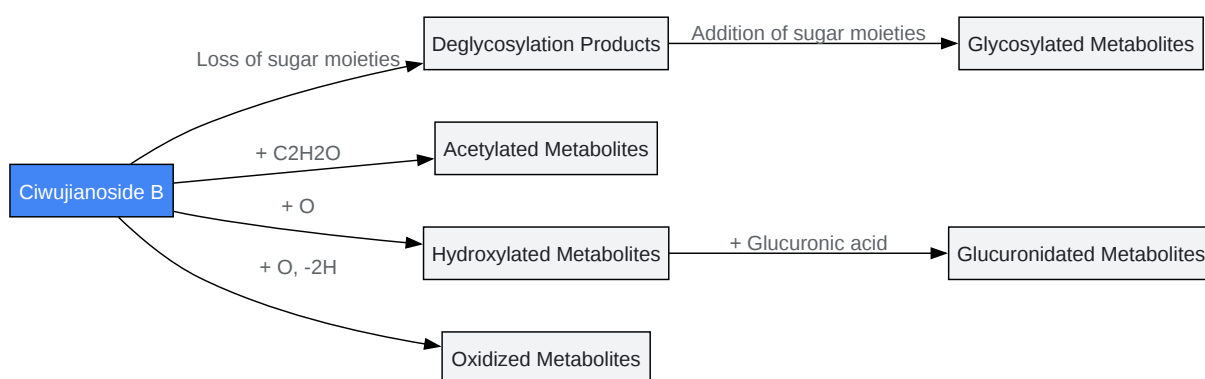 Deglycosylation Products
Addition of sugar moieties
Glycosylated Metabolites
Loss of sugar moieties
Acetylated Metabolites
+ C2H2O
Ciwujianoside B
+ O
Hydroxylated Metabolites
+ Glucuronic acid
Glucuronidated Metabolites
+ O, -2H
Oxidized Metabolites